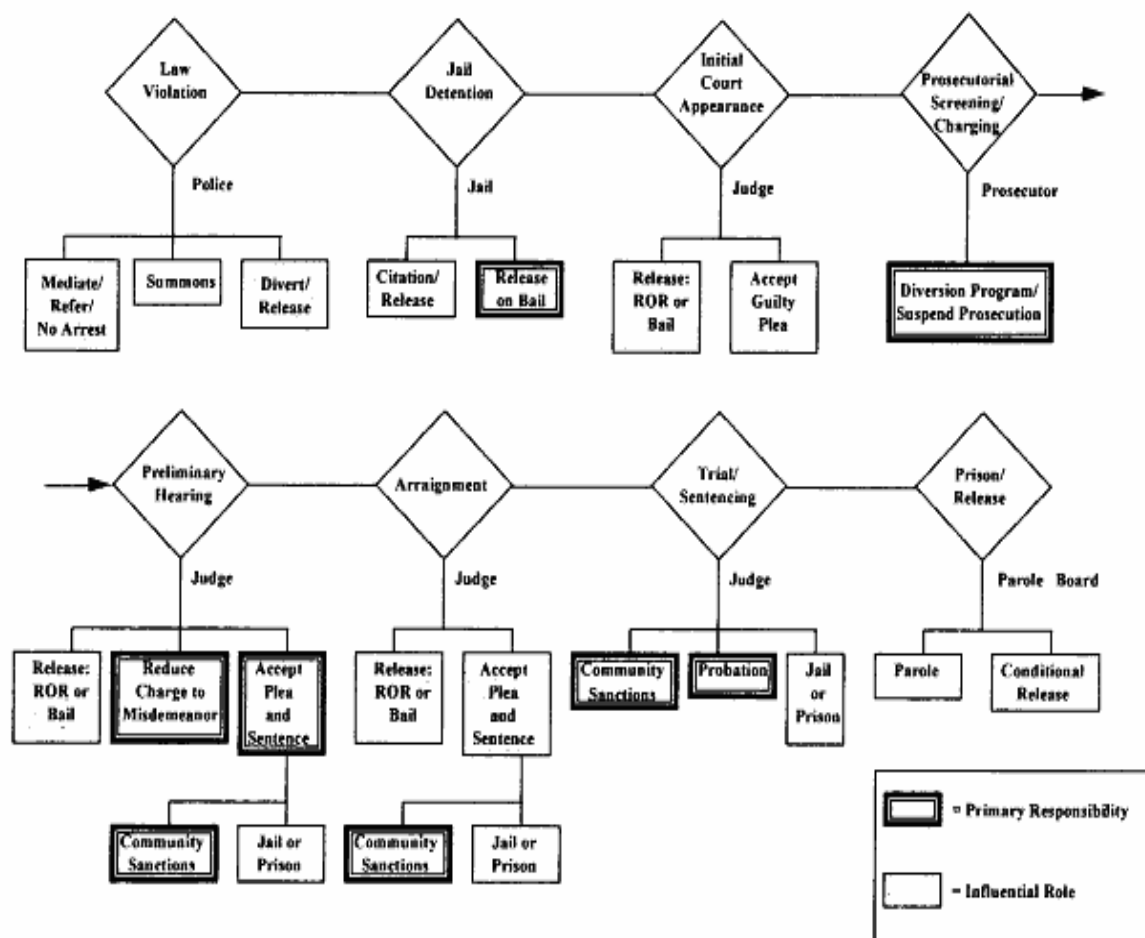 Law
Violation
Jail
Detention
Initial
Court
Appearance
Prosecutorial
Screening/
Charging
Police
Jail
Judge
Prosecutor
Mediate/
Refer/
No Arrest
Summons
Divert/
Release
Citation/
Release
Release
on Bail
Release:
ROR or
Bail
Accept
Guilty
Plea
Diversion Program/
Suspend Prosecution
Preliminary
Hearing
Arraignment
Trial/
Sentencing
Prison/
Release
Judge
Judge
Judge
Parole Board
Release:
ROR or
Bail
Reduce
Charge to
Misdemeanor
Accept
Plea
and
Sentence
Release:
ROR or
Bail
Accept
Plea
and
Sentence
Community
Sanctions
Probation
Jail
or
Prison
Parole
Conditional
Release
Community
Sanctions
Jail or
Prison
Community
Sanctions
Jail or
Prison
= Primary Responsibility
= Influential Role